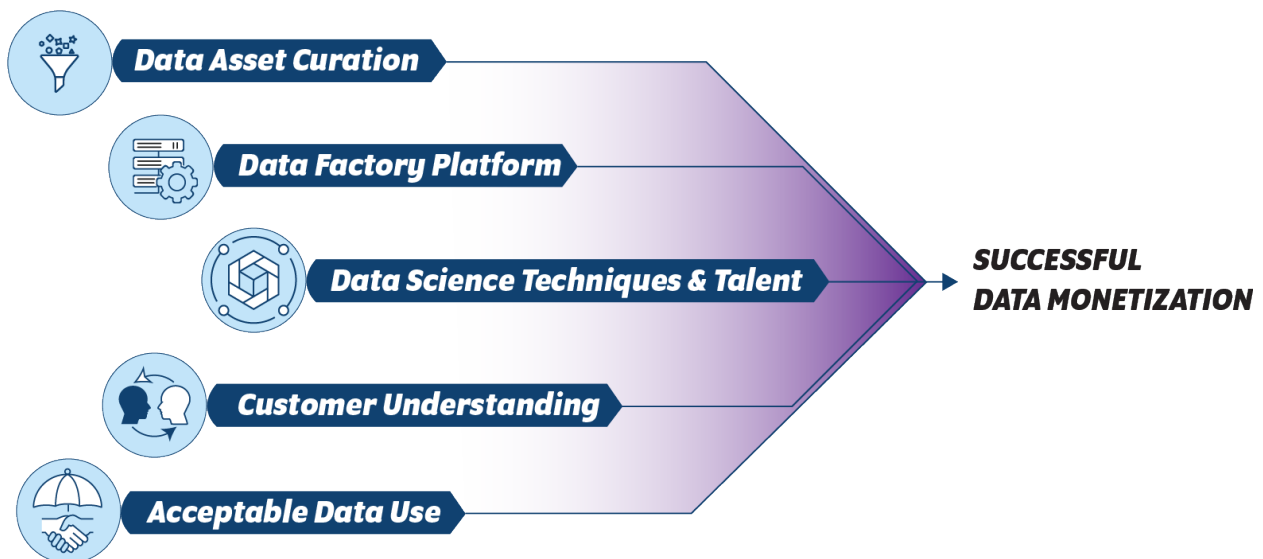 Data Asset Curation
Data Factory Platform
Data Science Techniques & Talent
Customer Understanding
Acceptable Data Use
SUCCESSFUL
DATA MONETIZATION